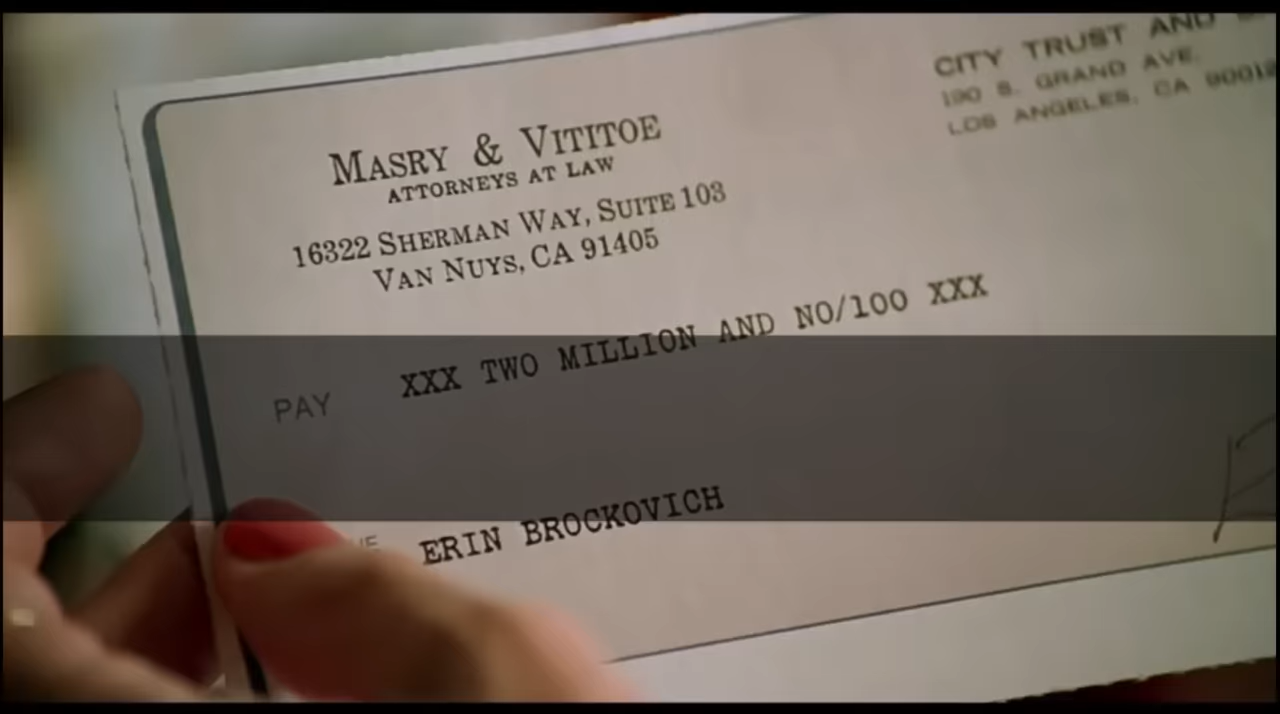 CITY TRUST AND
190 S. GRAND AVE.
LOS ANGELES, CA 90012
MASRY & VITITOE
ATTORNEYS AT LAW
16322 SHERMAN WAY, SUITE 103
VAN NUYS, CA 91405
PAY XXX TWO MILLION AND NO/100 XXX
ERIN BROCKOVICH